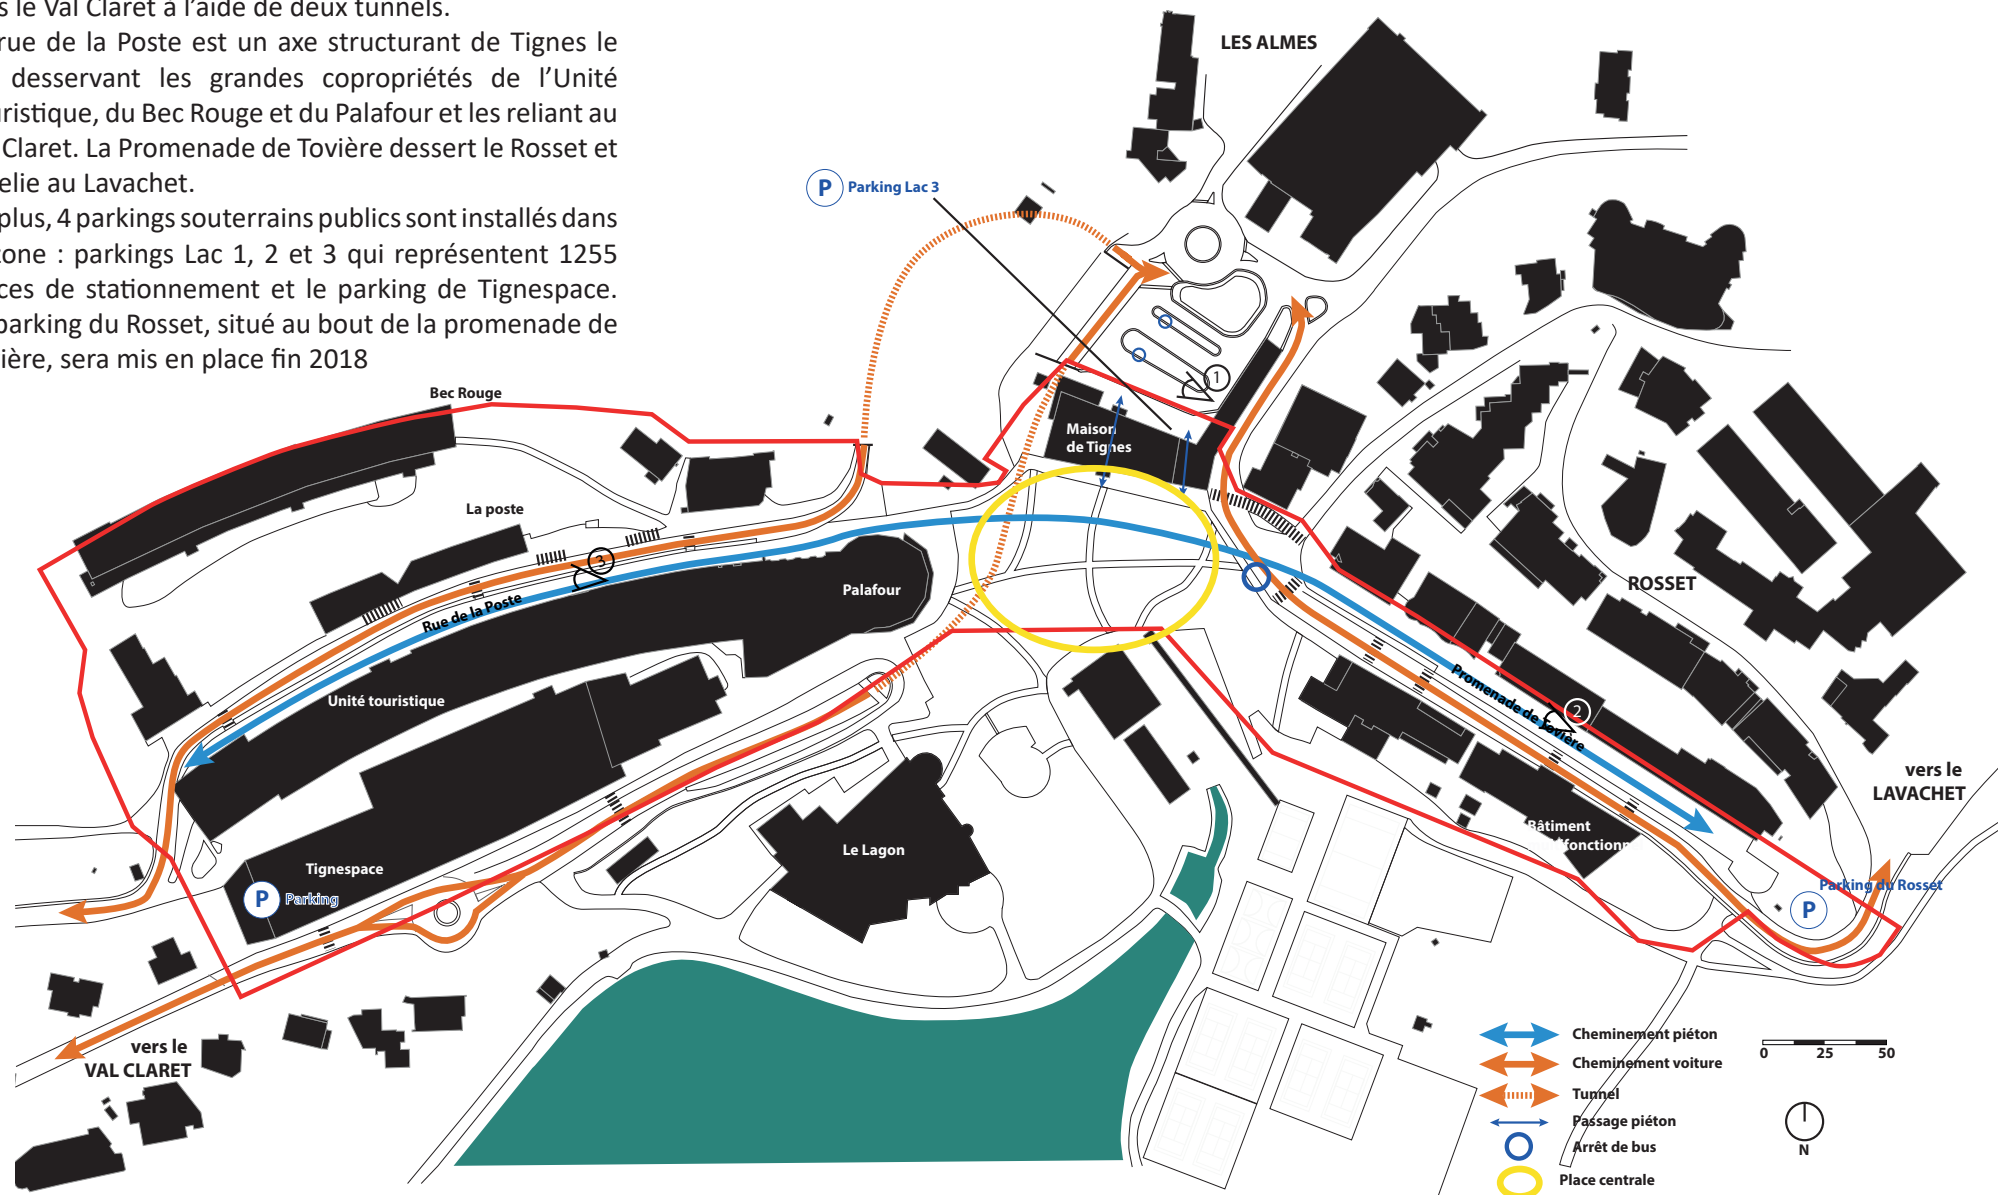 s le Val Claret à l'aide de deux tunnels.
rue de la Poste est un axe structurant de Tignes le
desservant les grandes copropriétés de l'Unité
uristique, du Bec Rouge et du Palafour et les reliant au
Claret. La Promenade de Tovière dessert le Rosset et
elie au Lavachet.
plus, 4 parkings souterrains publics sont installés dans
zone : parkings Lac 1, 2 et 3 qui représentent 1255
ces de stationnement et le parking de Tignespace.
parking du Rosset, situé au bout de la promenade de
ière, sera mis en place fin 2018
LES ALMES
P Parking Lac 3
1
Bec Rouge
Maison
de Tignes
La poste
3
Rue de la Poste
Palafour
ROSSET
Unité touristique
Promenade de Tovière
2
vers le
LAVACHET
Bâtiment
fonctionn
Le Lagon
Tignespace
P Parking
Parking du Rosset
P
vers le
VAL CLARET
Cheminement piéton
Cheminement voiture
Tunnel
Passage piéton
Arrêt de bus
Place centrale
0 25 50
N